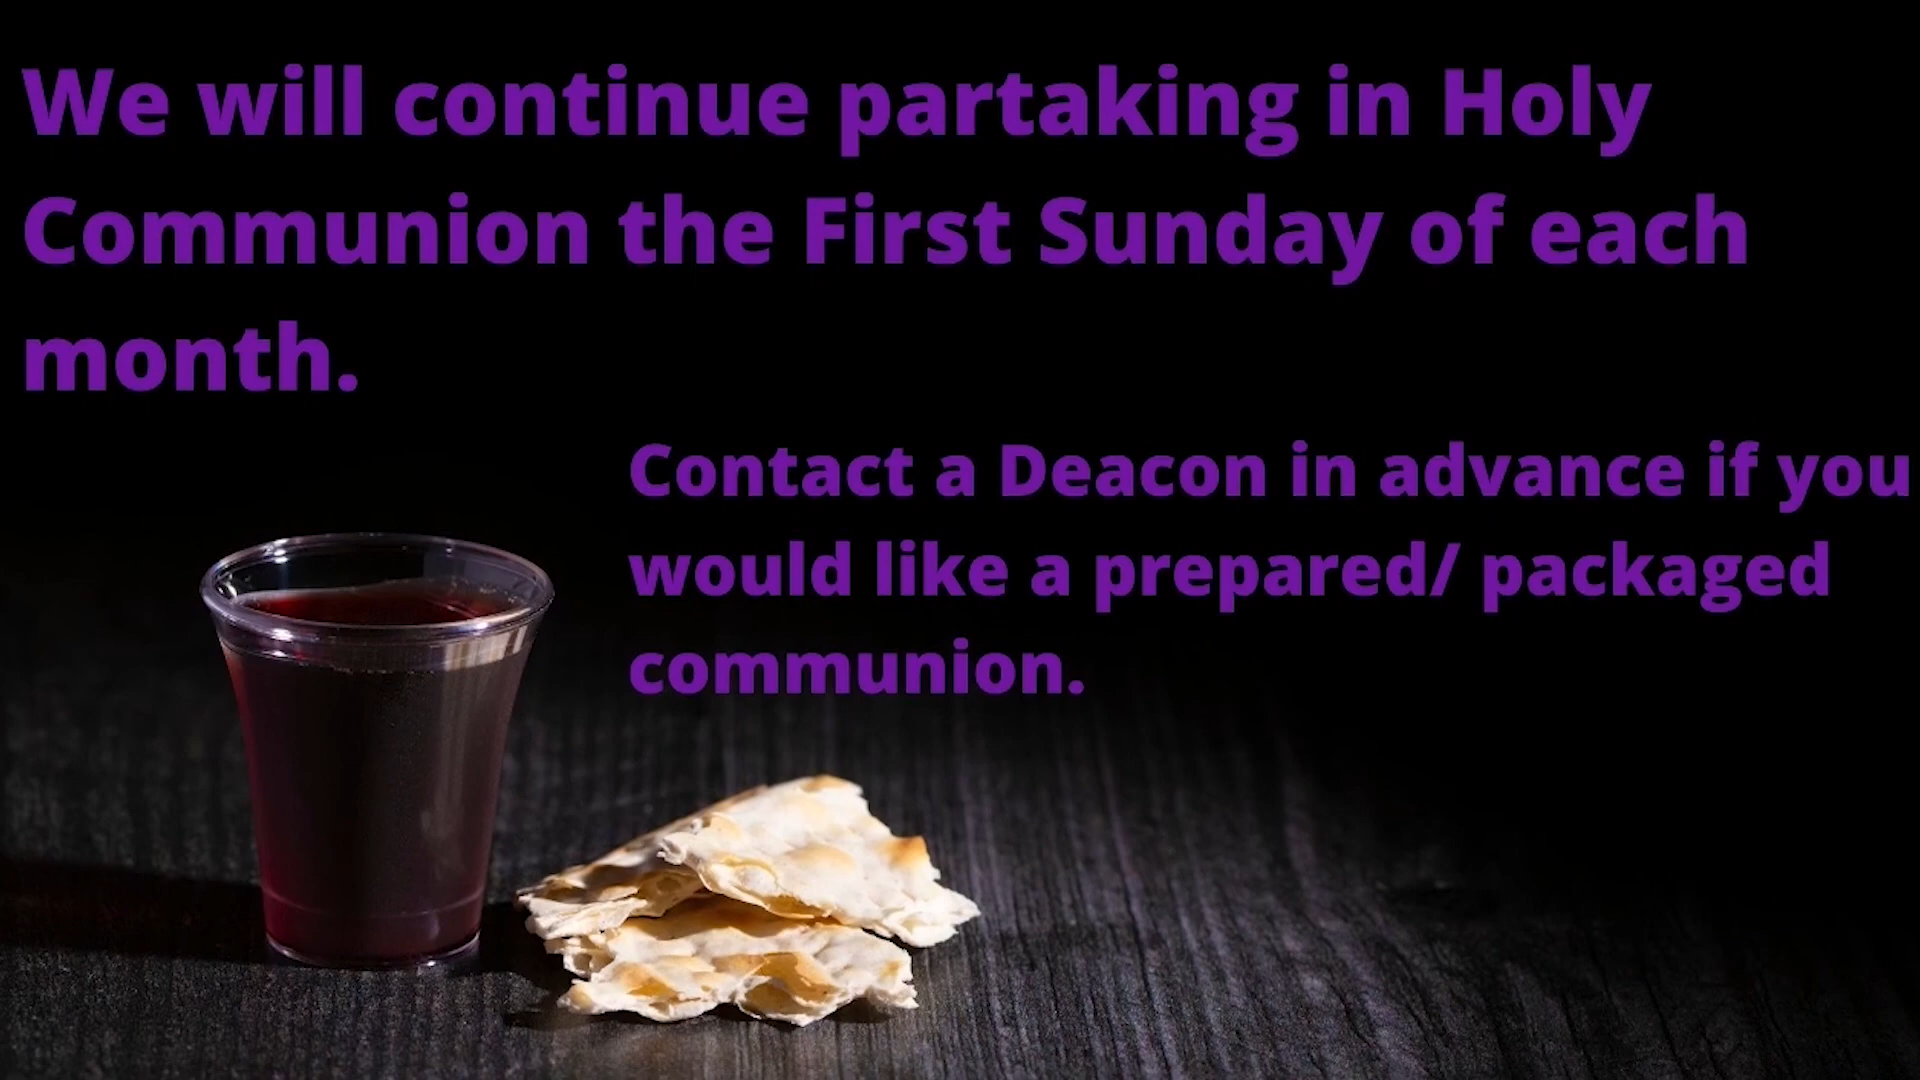 We will continue partaking in Holy
Communion the First Sunday of each
month.
Contact a Deacon in advance if you
would like a prepared/ packaged
communion.